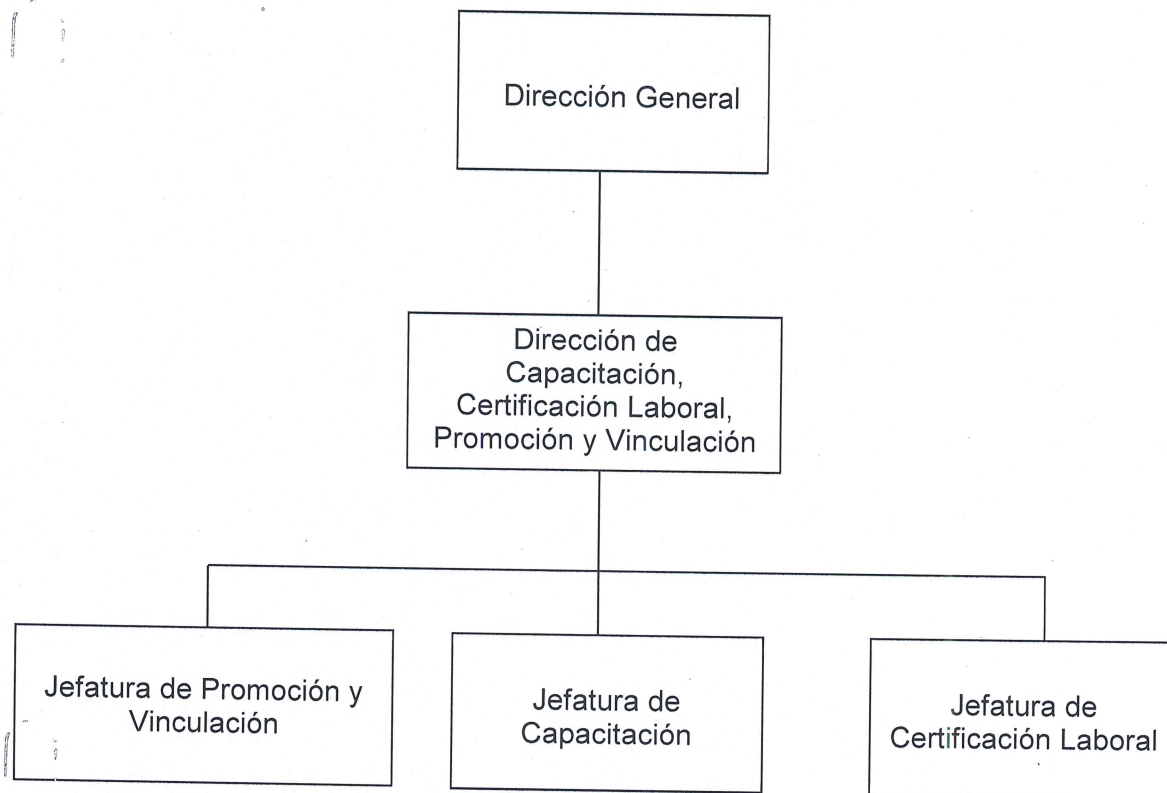 Dirección General
Dirección de
Capacitación,
Certificación Laboral,
Promoción y Vinculación
Jefatura de Promoción y
Vinculación
Jefatura de
Capacitación
Jefatura de
Certificación Laboral